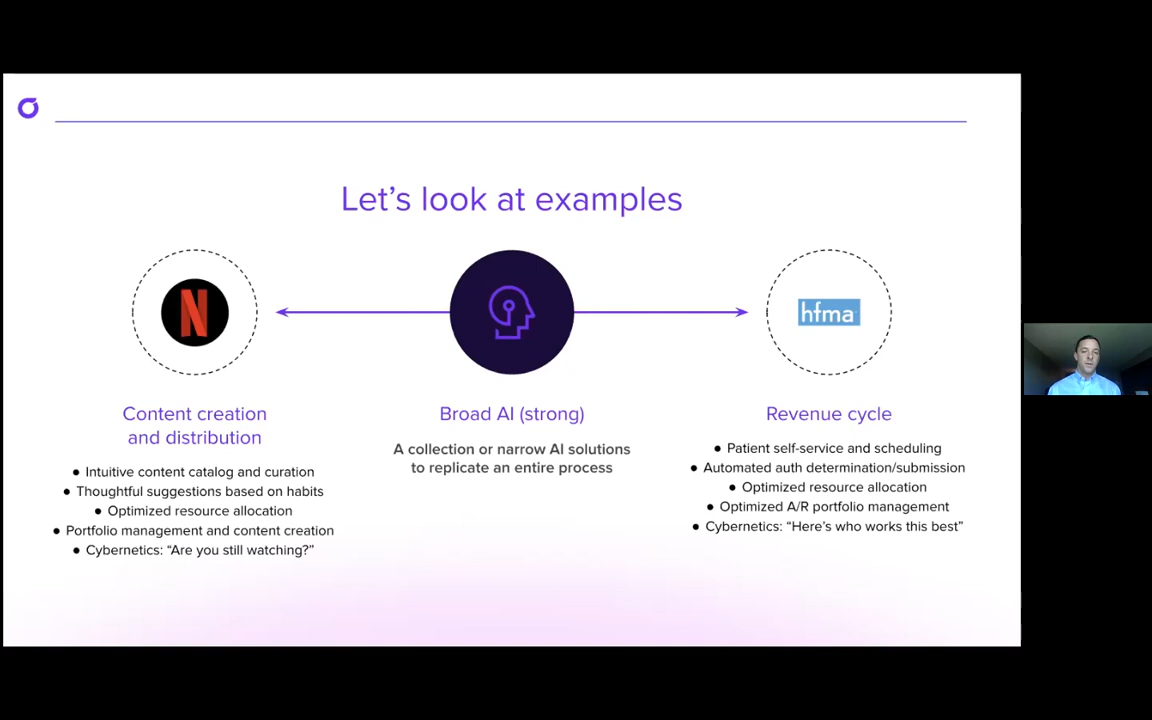 Let's look at examples
N
hfma
Content creation
and distribution
● Intuitive content catalog and curation
● Thoughtful suggestions based on habits
● Optimized resource allocation
● Portfolio management and content creation
● Cybernetics: “Are you still watching?”
Broad AI (strong)
A collection or narrow AI solutions
to replicate an entire process
Revenue cycle
● Patient self-service and scheduling
● Automated auth determination/submission
● Optimized resource allocation
● Optimized A/R portfolio management
● Cybernetics: “Here’s who works this best”